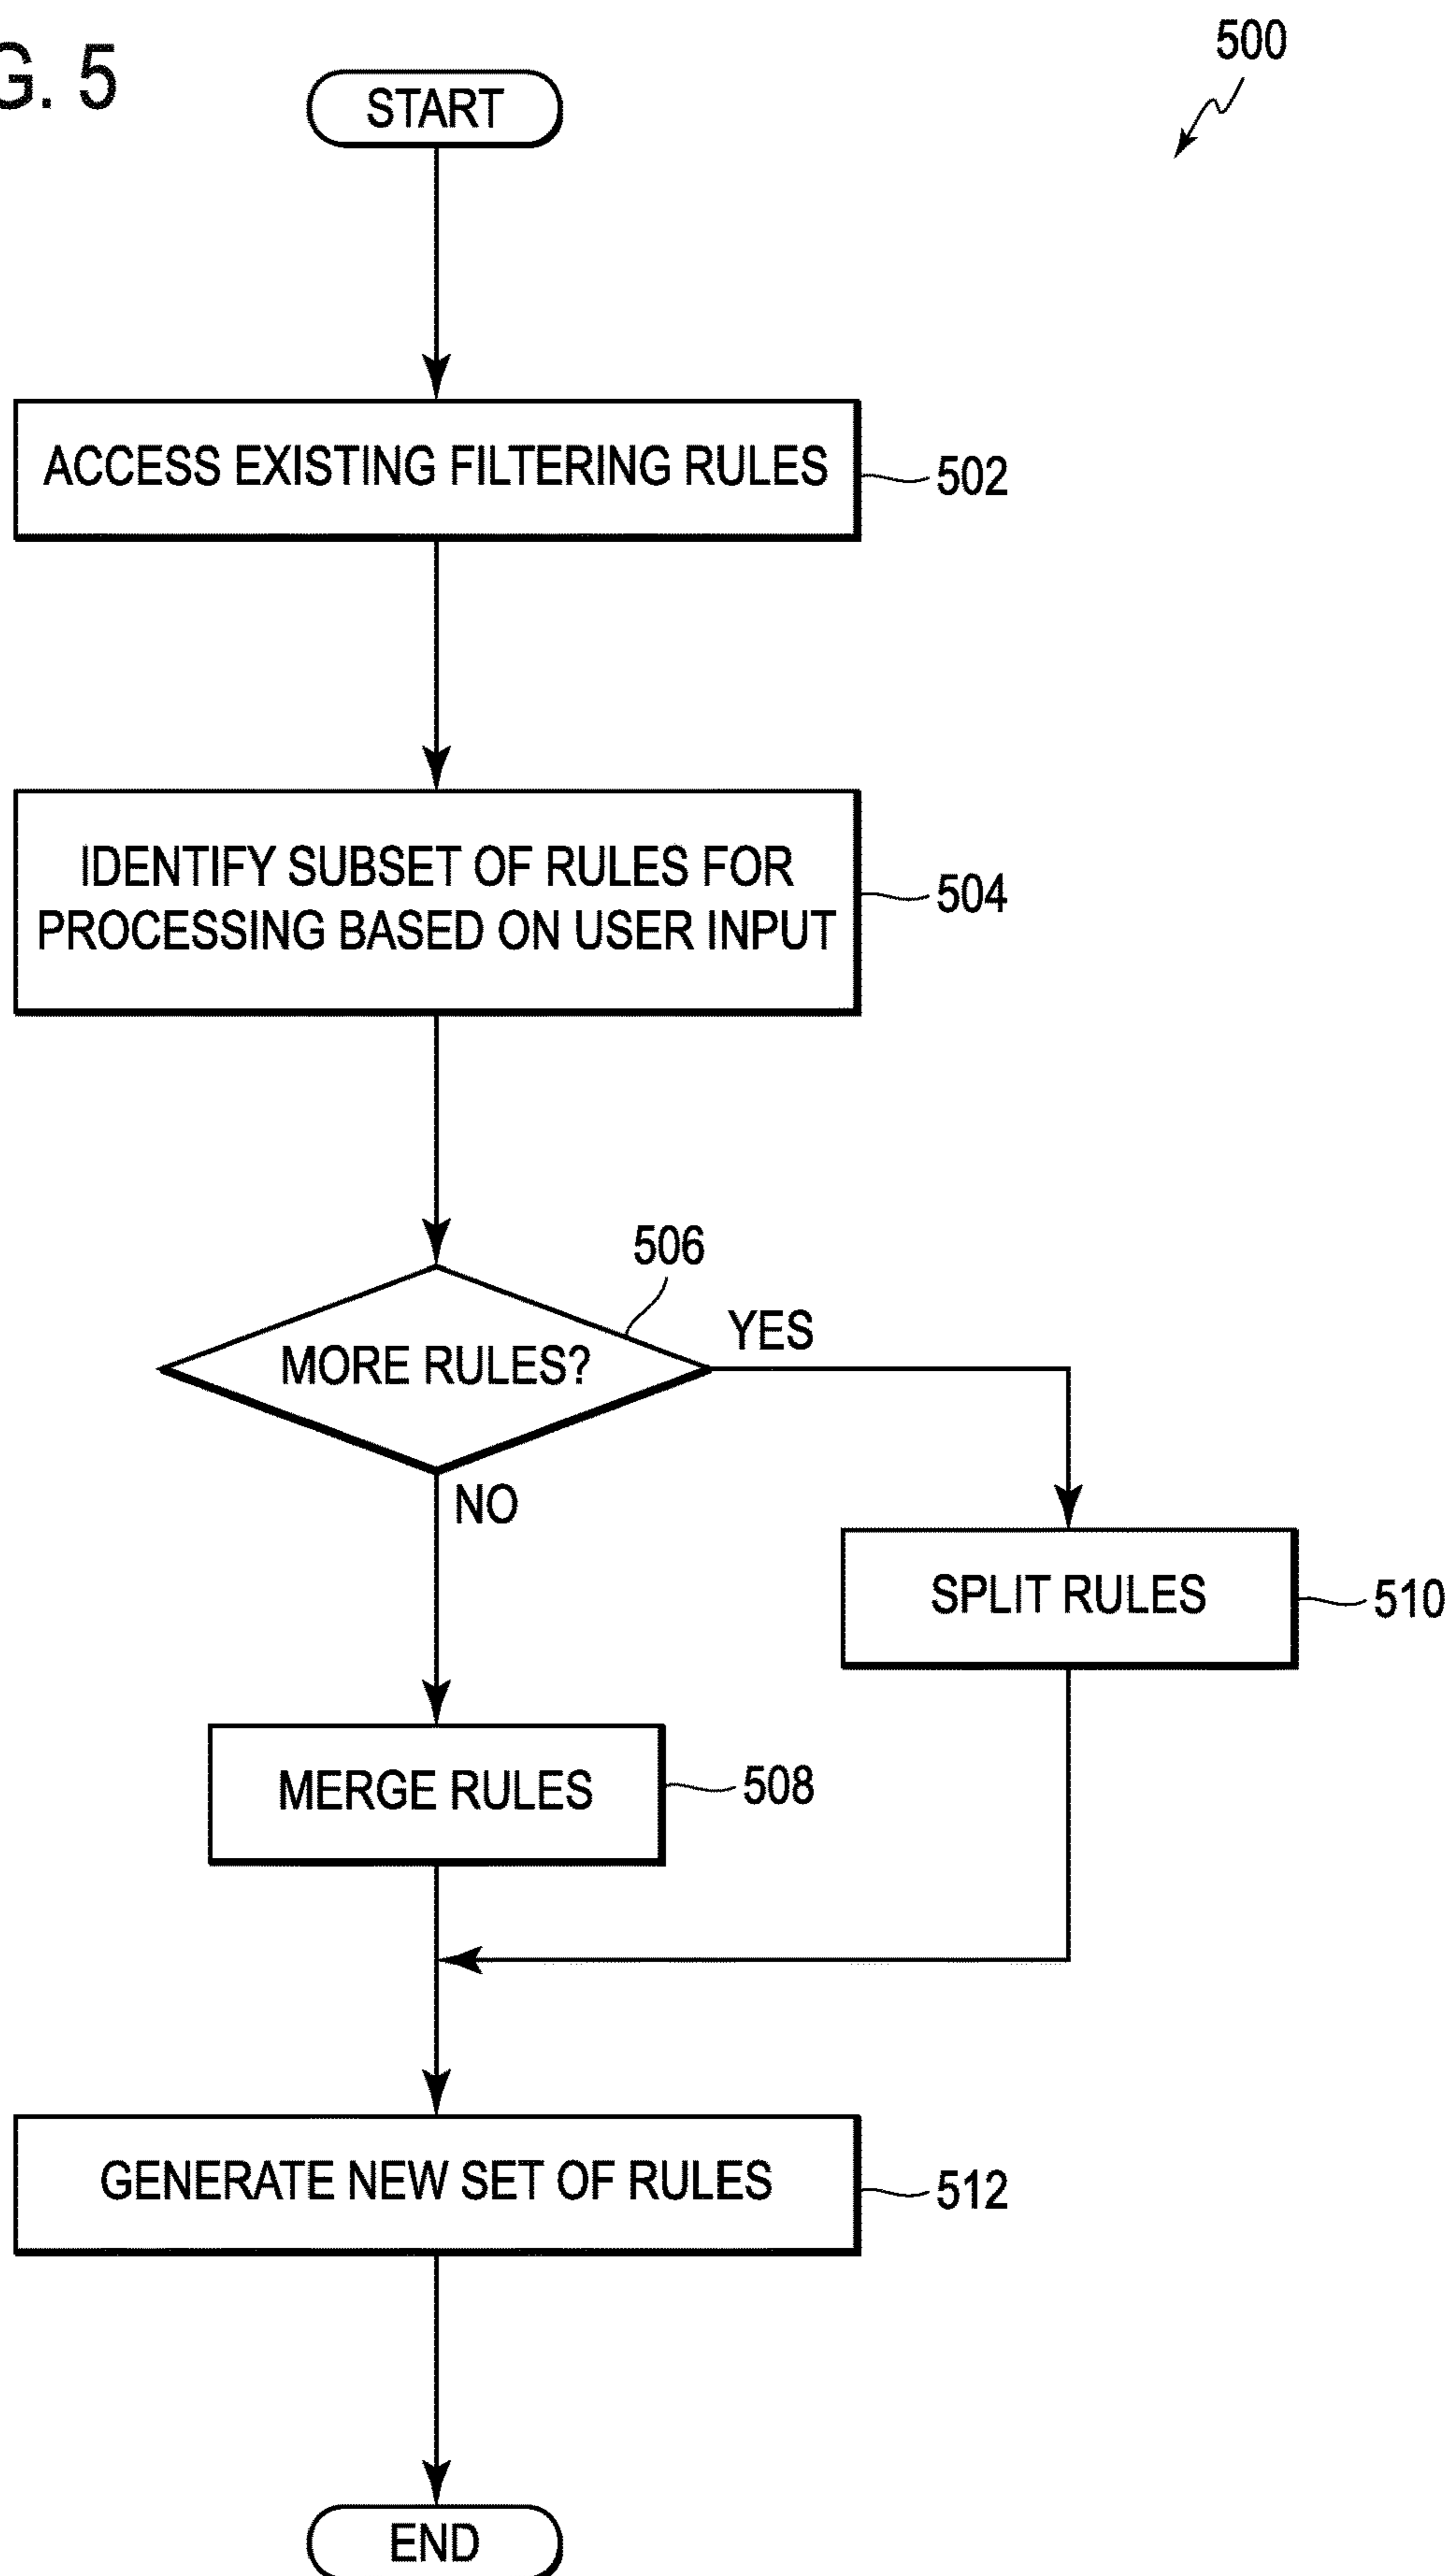 G. 5
500
START
ACCESS EXISTING FILTERING RULES
502
IDENTIFY SUBSET OF RULES FOR
PROCESSING BASED ON USER INPUT
504
506
MORE RULES?
YES
NO
SPLIT RULES
510
MERGE RULES
508
GENERATE NEW SET OF RULES
512
END